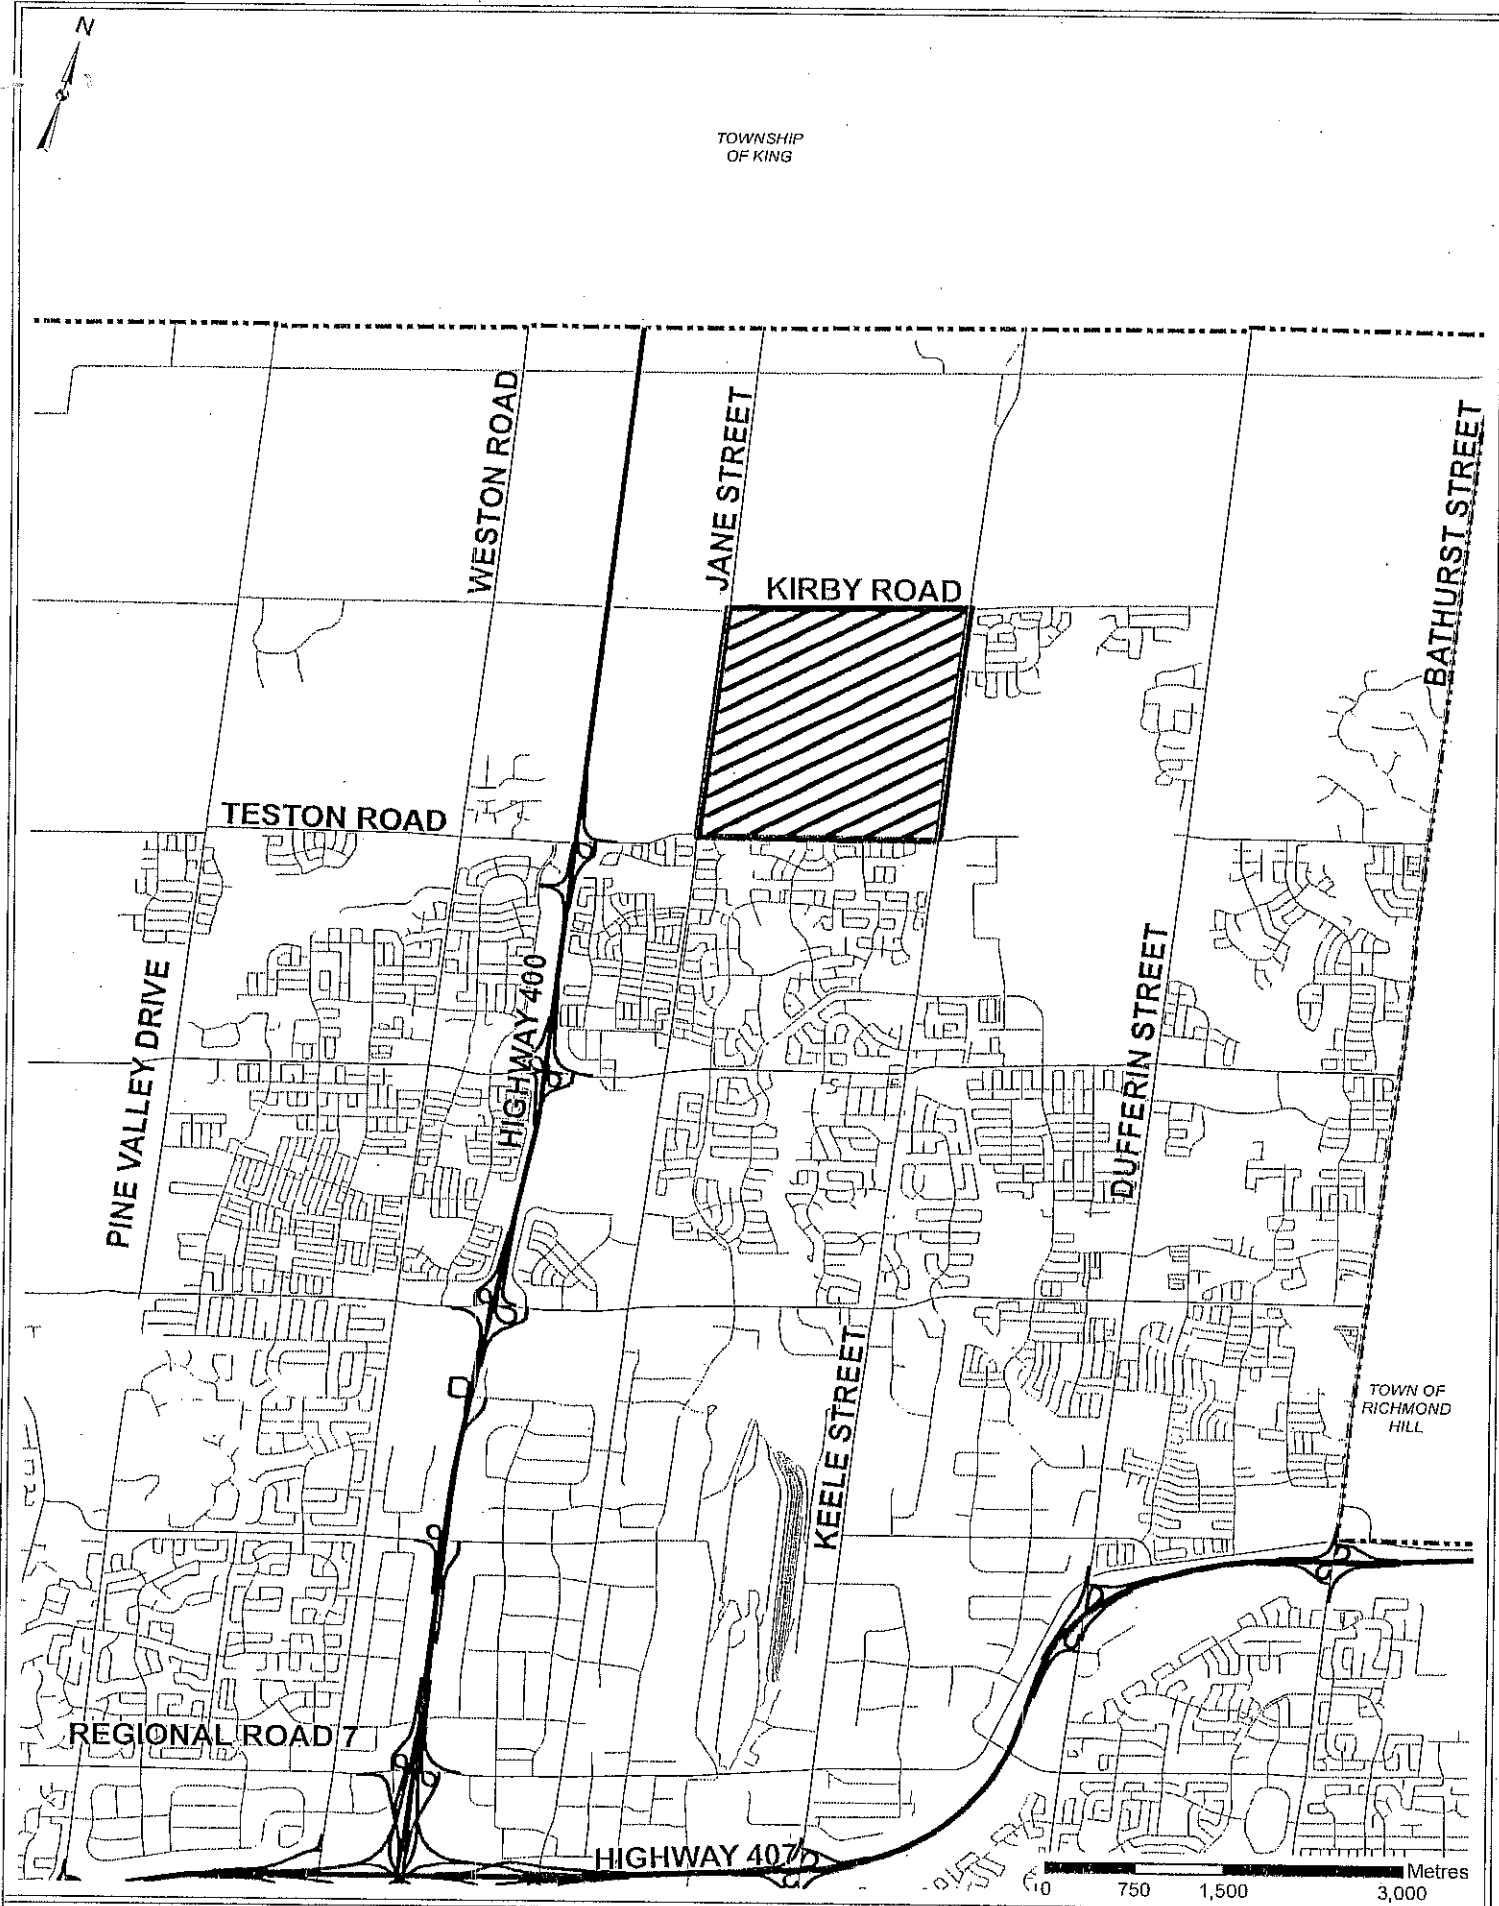 N
TOWNSHIP
OF KING
WESTON ROAD
JANE STREET
BATHURST STREET
KIRBY ROAD
TESTON ROAD
PINE VALLEY DRIVE
HIGHWAY 400
DUFFERIN STREET
KEELE STREET
TOWN OF
RICHMOND
HILL
REGIONAL ROAD 7
HIGHWAY 407
Metres
0 750 1,500 3,000